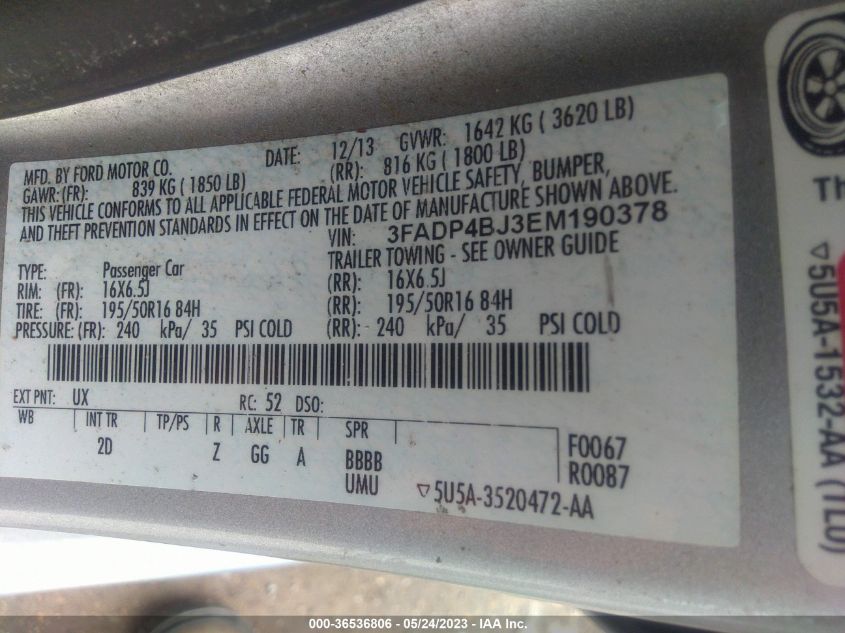 MFD. BY FORD MOTOR CO. DATE: 12/13 GVWR: 1642 KG ( 3620 LB)
GAWR: (FR): 839 KG ( 1850 LB) (RR): 816 KG ( 1800 LB)
THIS VEHICLE CONFORMS TO ALL APPLICABLE FEDERAL MOTOR VEHICLE SAFETY, BUMPER,
AND THEFT PREVENTION STANDARDS IN EFFECT ON THE DATE OF MANUFACTURE SHOWN ABOVE.
VIN: 3FADP4BJ3EM190378
TYPE: Passenger Car TRAILER TOWING - SEE OWNER GUIDE
RIM: (FR): 16X6.5J (RR): 16X6.5J
TIRE: (FR): 195/50R16 84H (RR): 195/50R16 84H
PRESSURE: (FR): 240 kPa/ 35 PSI COLD (RR): 240 kPa/ 35 PSI COLD
EXT PNT: UX RC: 52 DSO:
WB INT TR TP/PS R AXLE TR SPR
2D Z GG A BBBB F0067
UMU R0087
▽5U5A-3520472-AA
Th
▽5U5A-1532-AA (TLU)
000-36536806 - 05/24/2023 - IAA Inc.